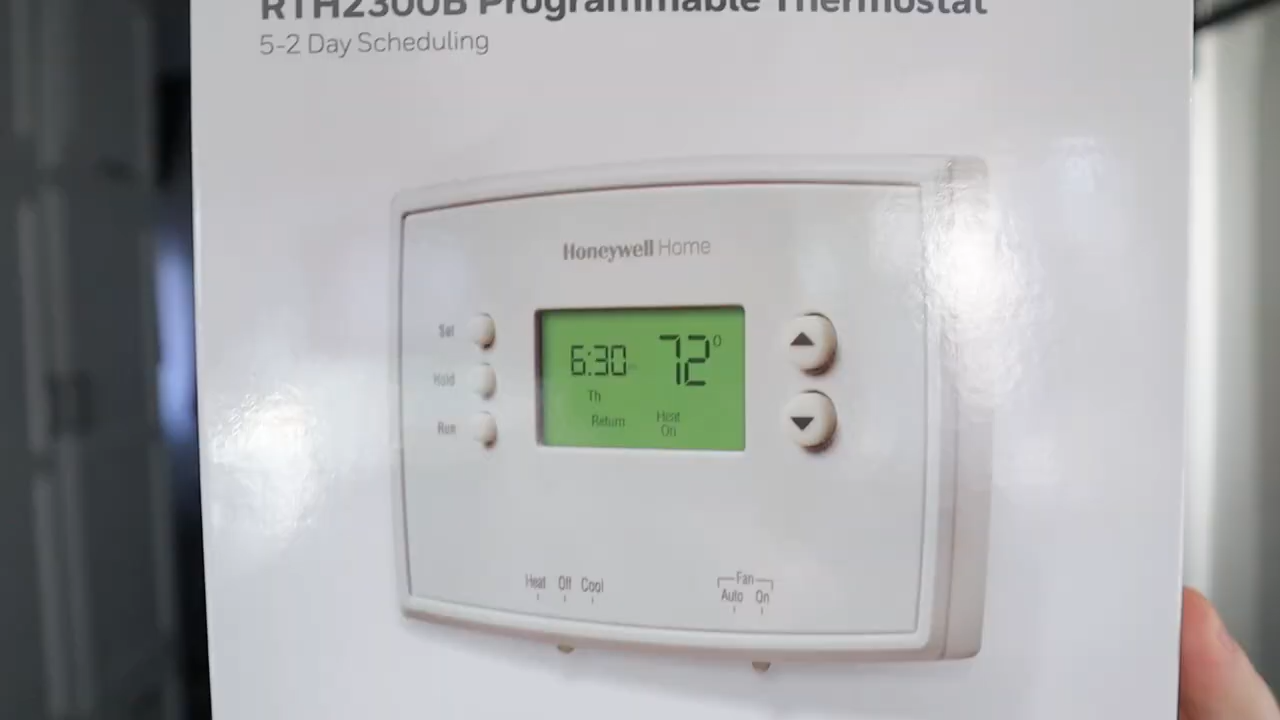 RTH2300B Programmable Thermostat
5-2 Day Scheduling
Honeywell Home
Set
Hold
Run
6:30
72°
Th
Return
Heat
On
Heat Off Cool
Fan
Auto On